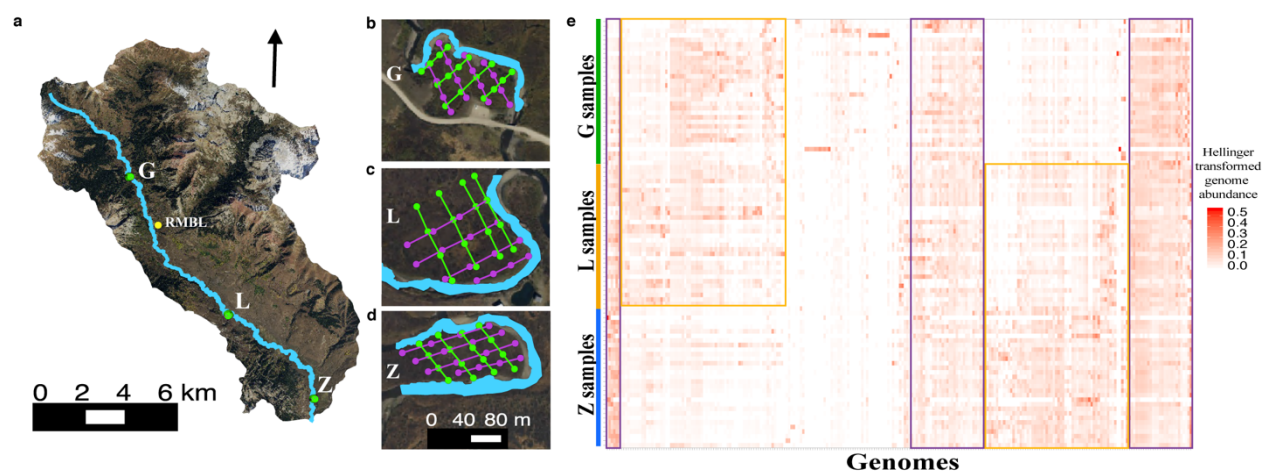 a
G
RMBL
L
Z
0 2 4 6 km
b
G
c
L
d
Z
0 40 80 m
e
G samples
L samples
Z samples
Genomes
Hellinger
transformed
genome
abundance
0.5
0.4
0.3
0.2
0.1
0.0